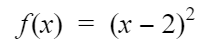 f(x) = (x − 2)²